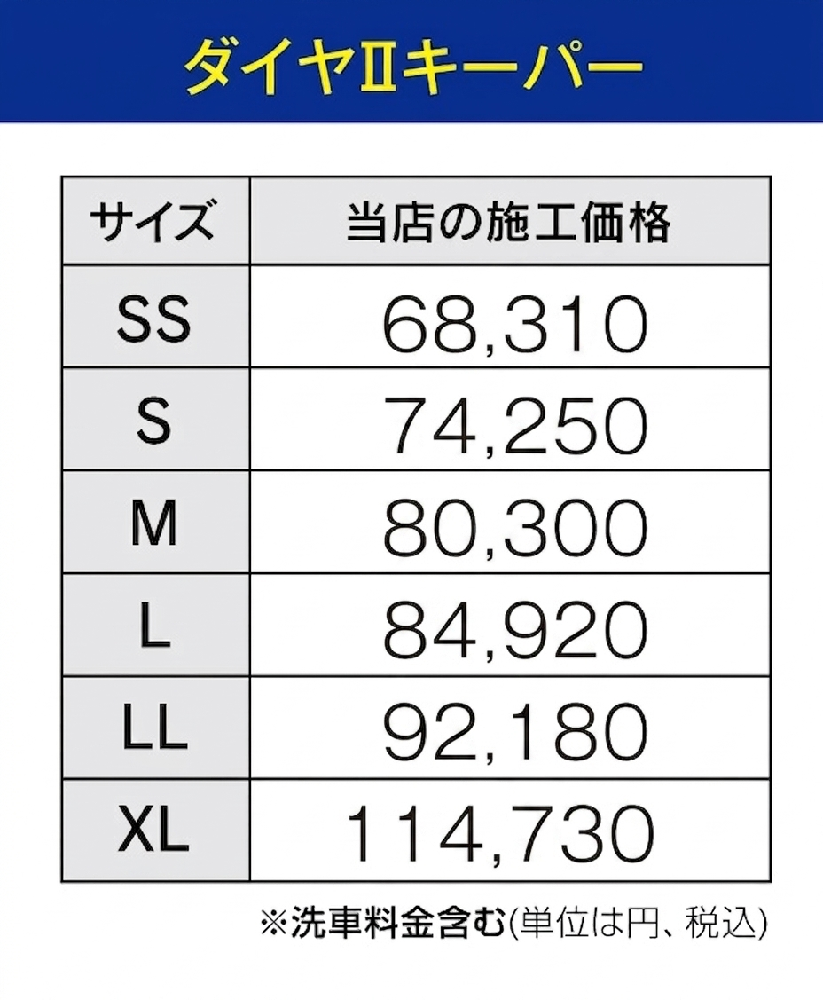 ダイヤⅡキーパー
サイズ 当店の施工価格
SS 68,310
S 74,250
M 80,300
L 84,920
LL 92,180
XL 114,730
※洗車料金含む(単位は円、税込)